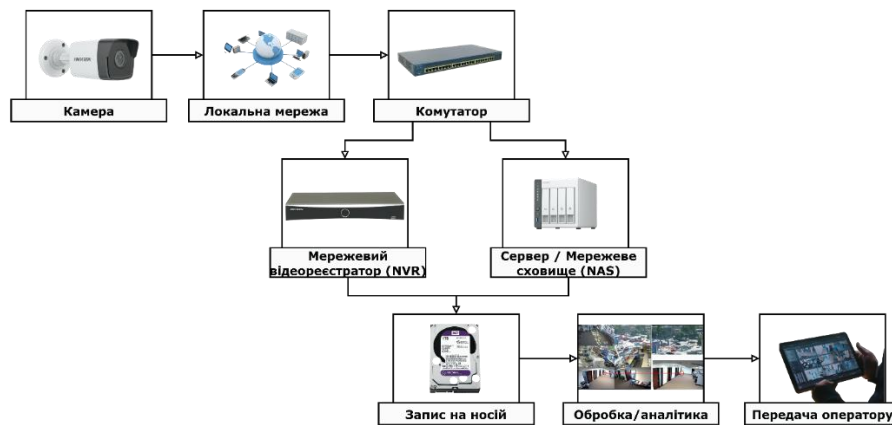 Камера
Локальна мережа
Комутатор
Мережевий
відеореєстратор (NVR)
Сервер / Мережеве
сховище (NAS)
Запис на носій
Обробка/аналітика
Передача оператору